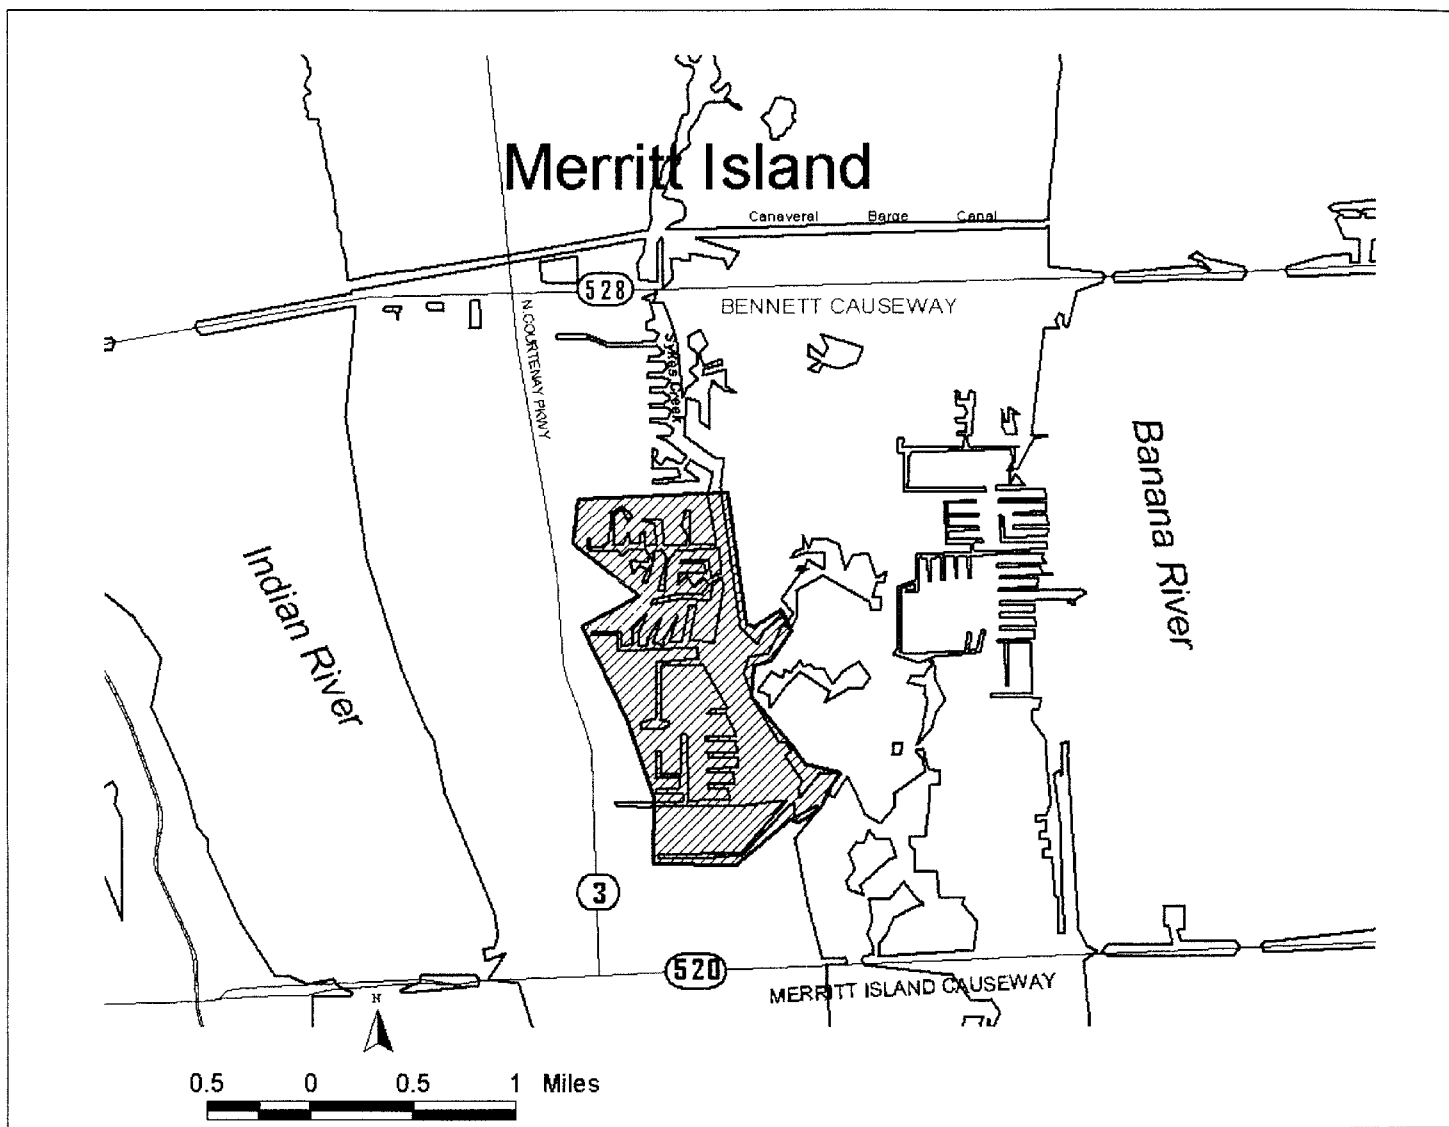 Merritt Island
Canaveral Barge Canal
528
BENNETT CAUSEWAY
N.COURTENAY PKWY
Sykes Creek
Banana River
Indian River
3
520
MERRITT ISLAND CAUSEWAY
N
0.5 0 0.5 1 Miles